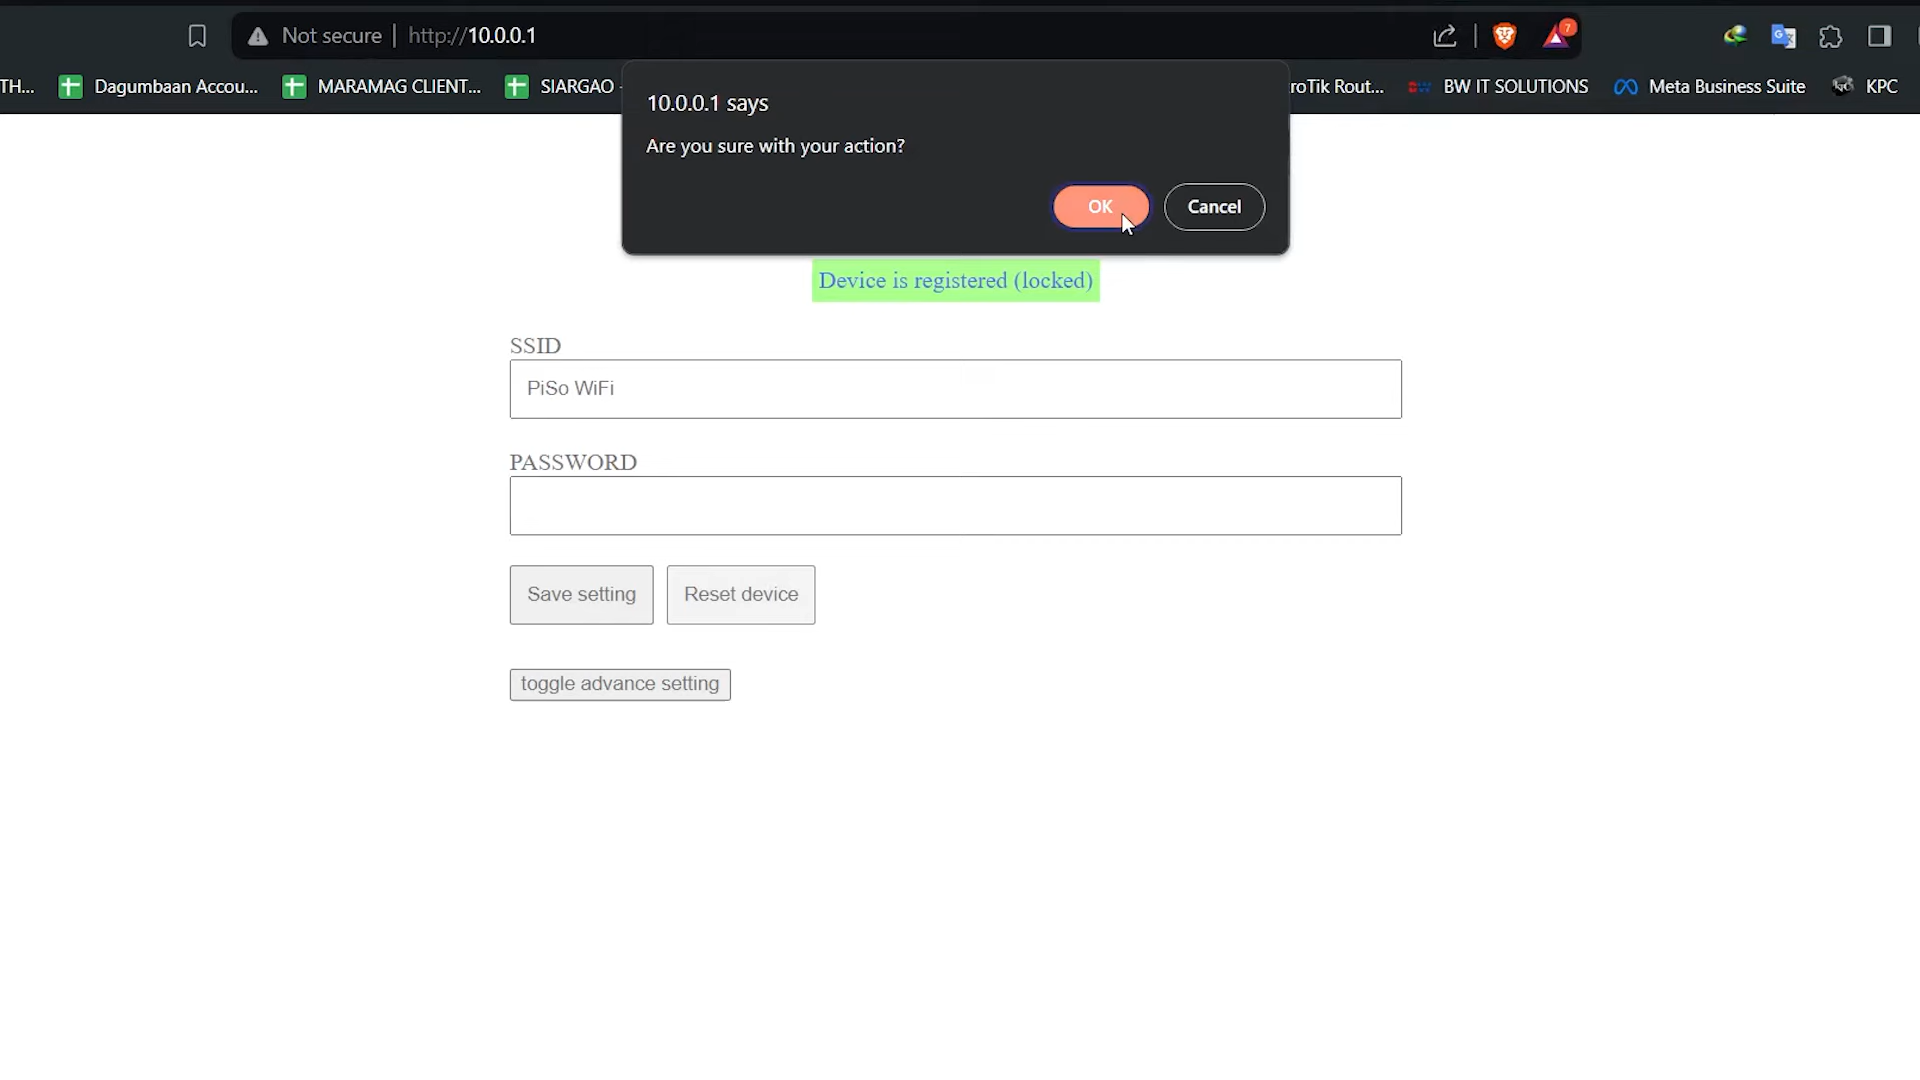 Not secure | http://10.0.0.1
7
TH... Dagumbaan Accou... MARAMAG CLIENT... SIARGAO - roTik Rout... BW IT SOLUTIONS Meta Business Suite KPC
10.0.0.1 says
Are you sure with your action?
OK Cancel
Device is registered (locked)
SSID
PiSo WiFi
PASSWORD
Save setting Reset device
toggle advance setting